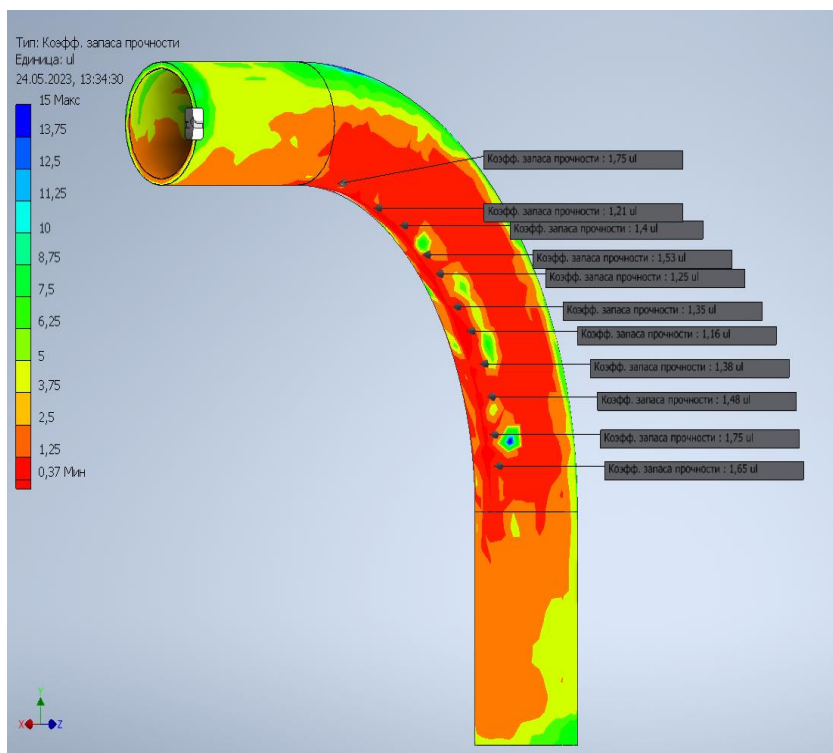 Тип: Коэфф. запаса прочности
Единица: ul
24.05.2023, 13:34:30
15 Макс
13,75
12,5
11,25
10
8,75
7,5
6,25
5
3,75
2,5
1,25
0,37 Мин
Коэфф. запаса прочности : 1,75 ul
Коэфф. запаса прочности : 1,21 ul
Коэфф. запаса прочности : 1,4 ul
Коэфф. запаса прочности : 1,53 ul
Коэфф. запаса прочности : 1,25 ul
Коэфф. запаса прочности : 1,35 ul
Коэфф. запаса прочности : 1,16 ul
Коэфф. запаса прочности : 1,38 ul
Коэфф. запаса прочности : 1,48 ul
Коэфф. запаса прочности : 1,75 ul
Коэфф. запаса прочности : 1,65 ul
Y
X
Z